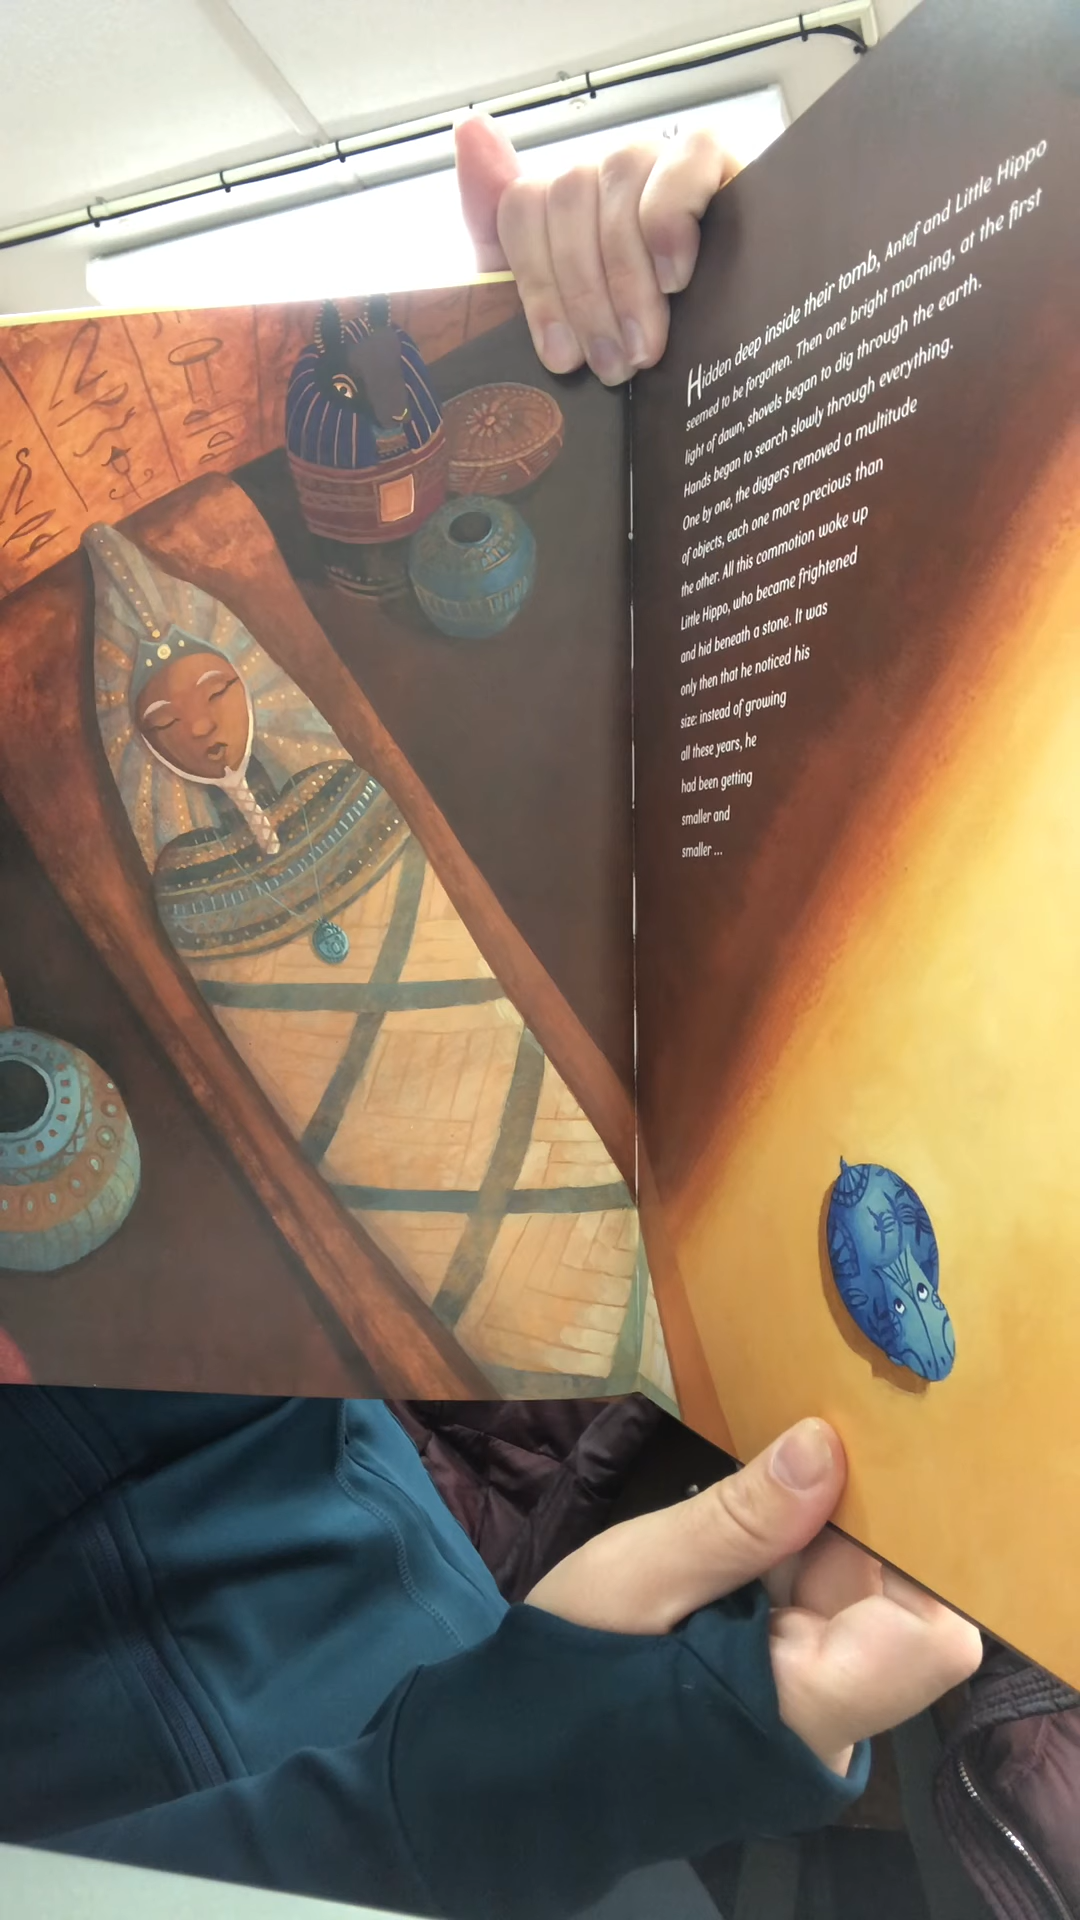 Hidden deep inside their tomb, Antef and Little Hippo
seemed to be forgotten. Then one bright morning, at the first
light of dawn, shovels began to dig through the earth.
Hands began to search slowly through everything.
One by one, the diggers removed a multitude
of objects, each one more precious than
the other. All this commotion woke up
Little Hippo, who became frightened
and hid beneath a stone. It was
only then that he noticed his
size: instead of growing
all these years, he
had been getting
smaller and
smaller ...